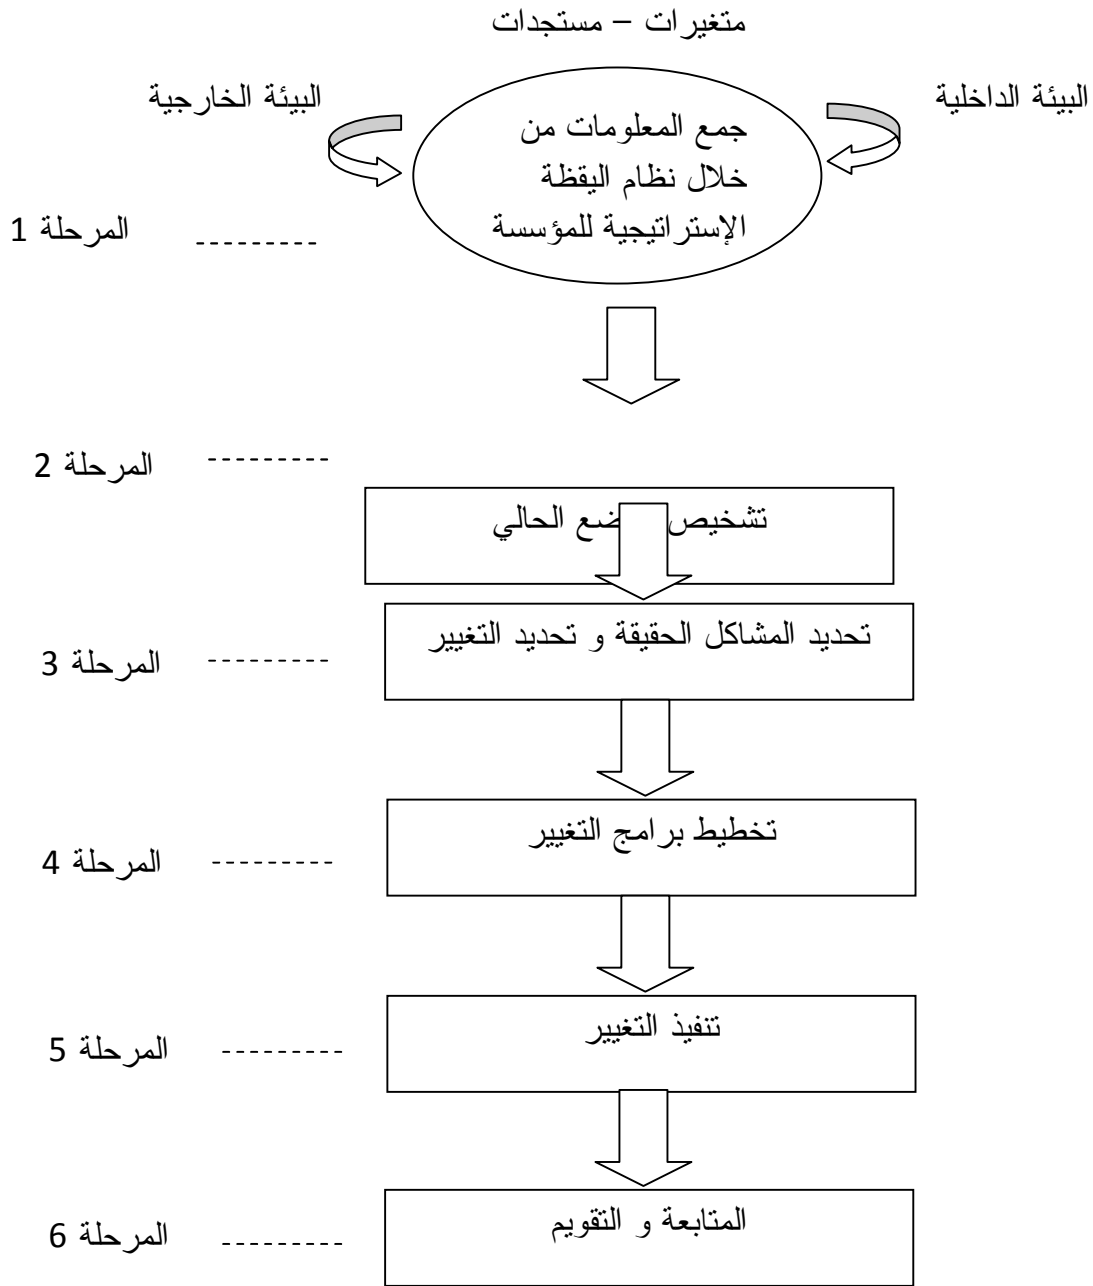 متغيرات – مستجدات
البيئة الداخلية
البيئة الخارجية
جمع المعلومات من
خلال نظام اليقظة
الإستراتيجية للمؤسسة
المرحلة 1
المرحلة 2
تشخيص ضع الحالي
تحديد المشاكل الحقيقة و تحديد التغيير
المرحلة 3
تخطيط برامج التغيير
المرحلة 4
تنفيذ التغيير
المرحلة 5
المتابعة و التقويم
المرحلة 6